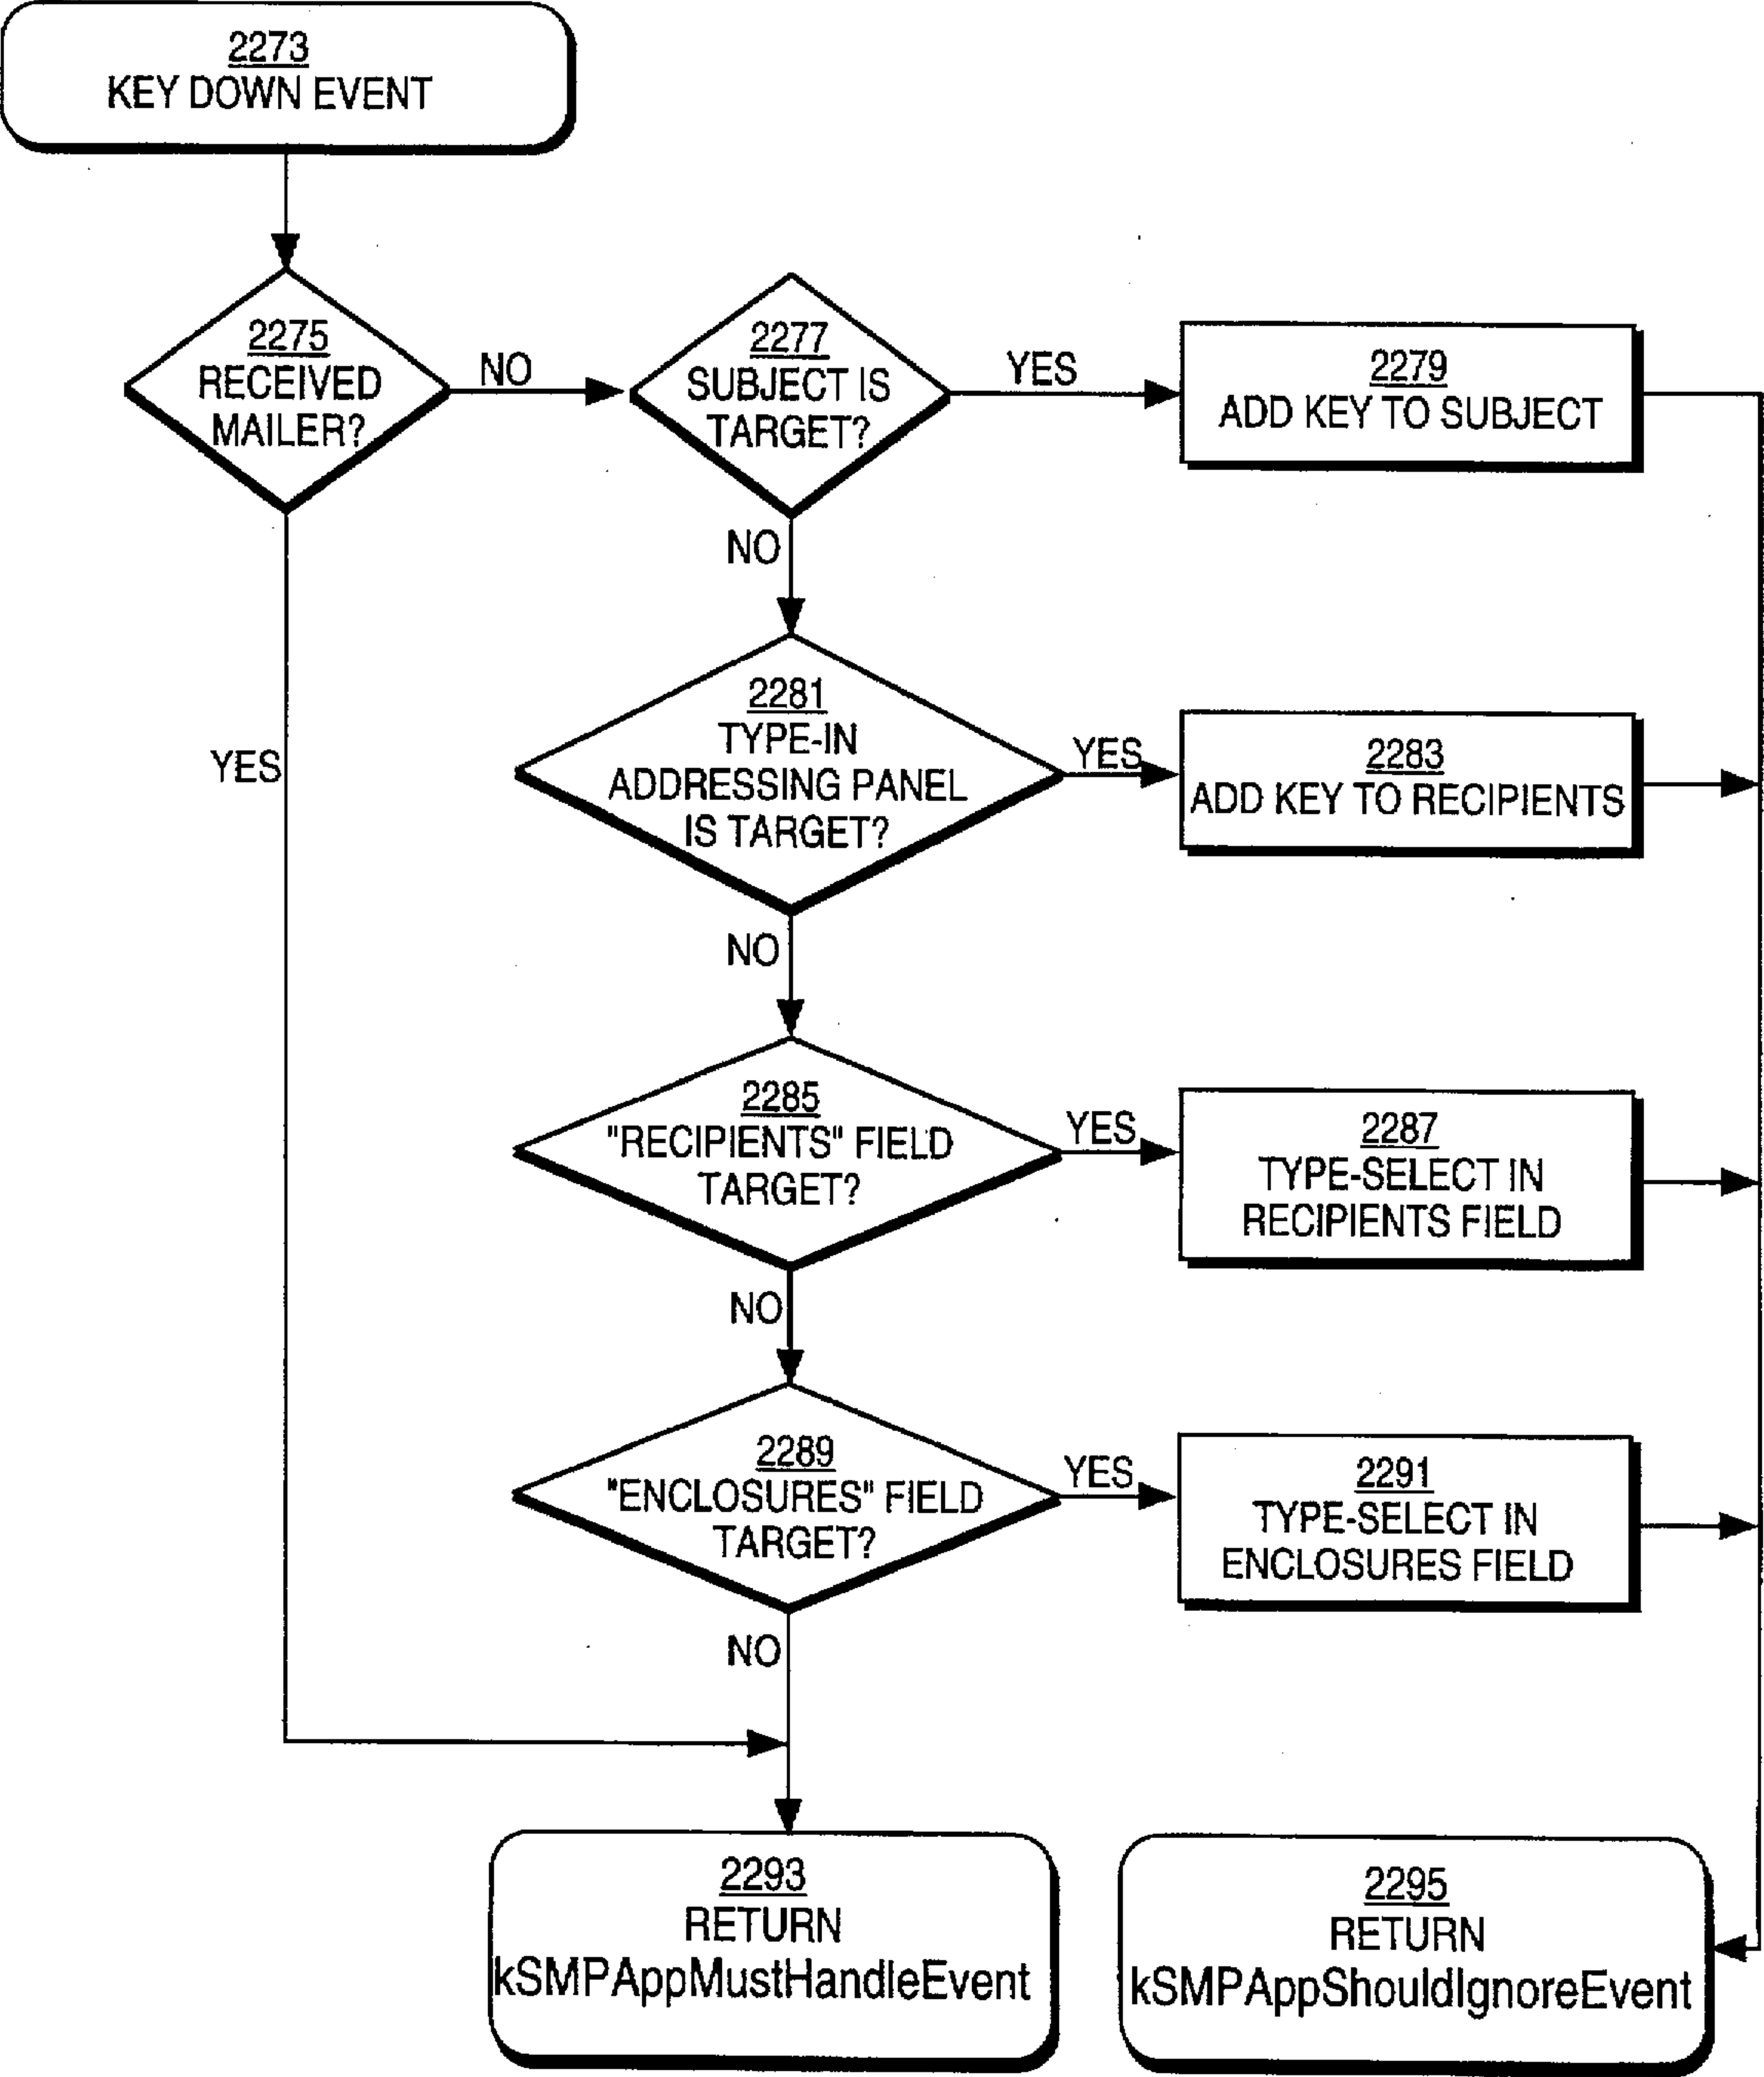 2273
KEY DOWN EVENT
2275
RECEIVED
MAILER?
NO
2277
SUBJECT IS
TARGET?
YES
2279
ADD KEY TO SUBJECT
NO
YES
2281
TYPE-IN
ADDRESSING PANEL
IS TARGET?
YES
2283
ADD KEY TO RECIPIENTS
NO
2285
"RECIPIENTS" FIELD
TARGET?
YES
2287
TYPE-SELECT IN
RECIPIENTS FIELD
NO
2289
"ENCLOSURES" FIELD
TARGET?
YES
2291
TYPE-SELECT IN
ENCLOSURES FIELD
NO
2293
RETURN
kSMPAppMustHandleEvent
2295
RETURN
kSMPAppShouldIgnoreEvent